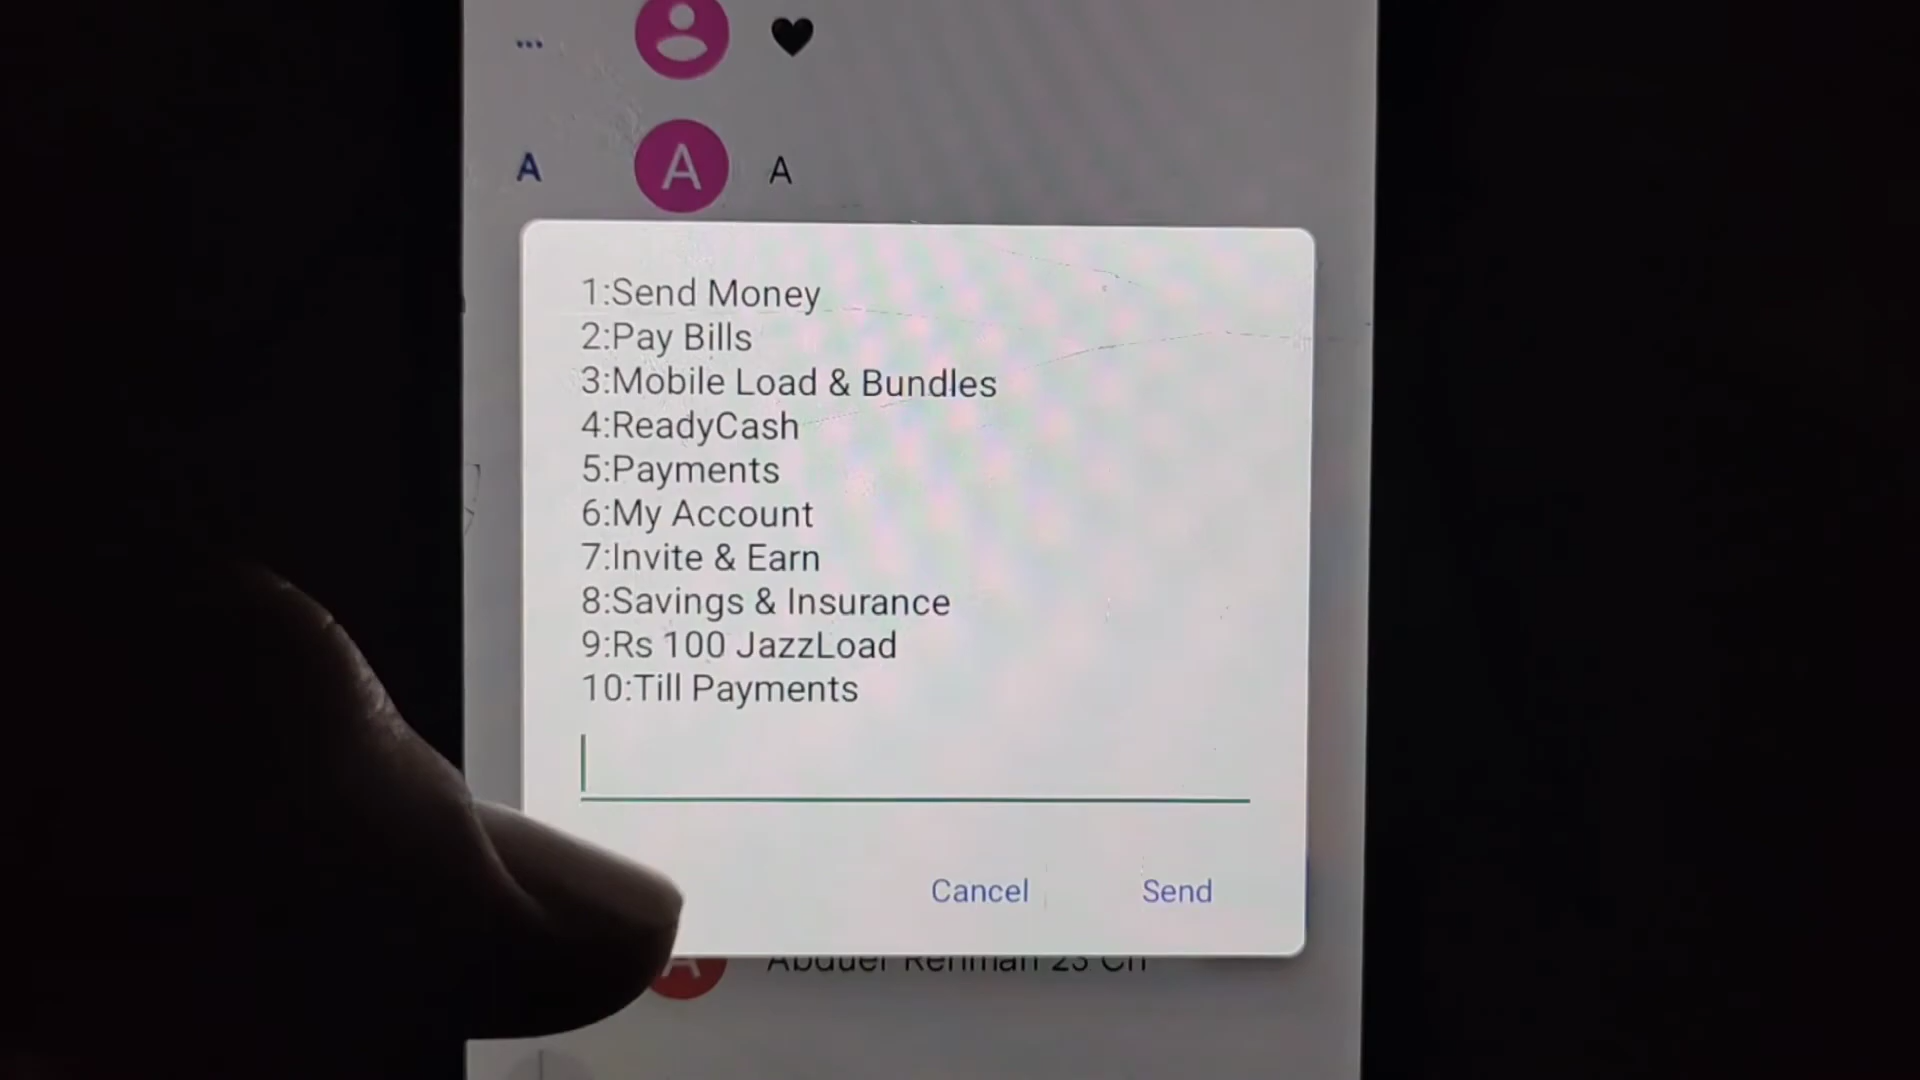 ...
A A A
1:Send Money
2:Pay Bills
3:Mobile Load & Bundles
4:ReadyCash
5:Payments
6:My Account
7:Invite & Earn
8:Savings & Insurance
9:Rs 100 JazzLoad
10:Till Payments
Cancel Send
A